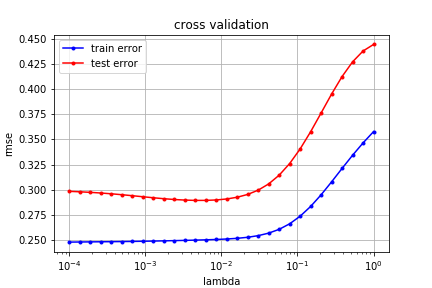 cross validation
train error
test error
rmse
0.450
0.425
0.400
0.375
0.350
0.325
0.300
0.275
0.250
10⁻⁴ 10⁻³ 10⁻² 10⁻¹ 10⁰
lambda